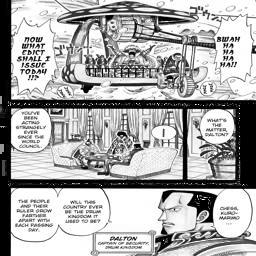 NOW
WHAT
EDICT
SHALL I
ISSUE
TODAY
!!?
BWAH
HA
HA
HA
HA!!
YOU'VE
BEEN
ACTING
STRANGELY
EVER
SINCE
THE WORLD
COUNCIL.
!
WHAT'S
THE
MATTER,
DALTON?
THE PEOPLE
AND THEIR
RULER GROW
FARTHER
APART WITH
EACH PASSING
DAY.
WILL THIS
COUNTRY EVER
BE THE DRUM
KINGDOM IT
USED TO BE?
CHESS,
KURO-
MARIMO
...
DALTON
CAPTAIN OF SECURITY,
DRUM KINGDOM